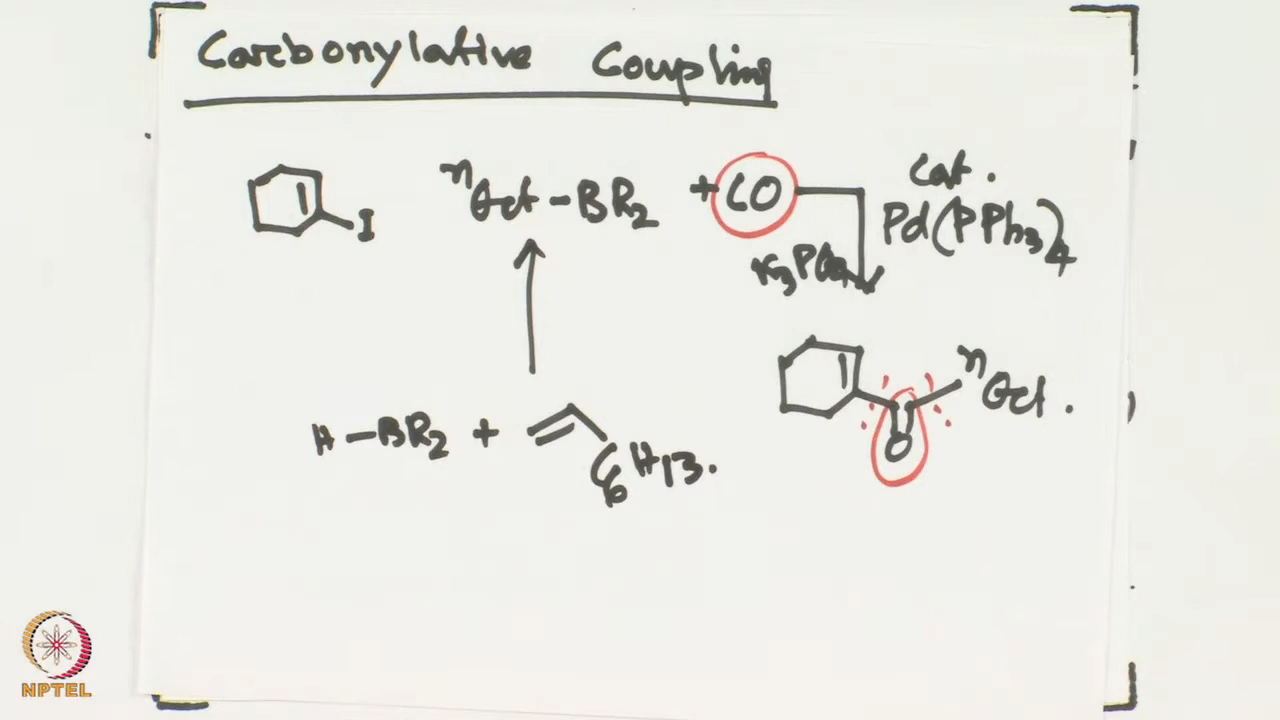 Carbonylative Coupling
I
nOct-BR2 + CO
cat.
Pd(PPh3)4
K3PO4
nOct.
O
H-BR2 + C6H13.
NPTEL